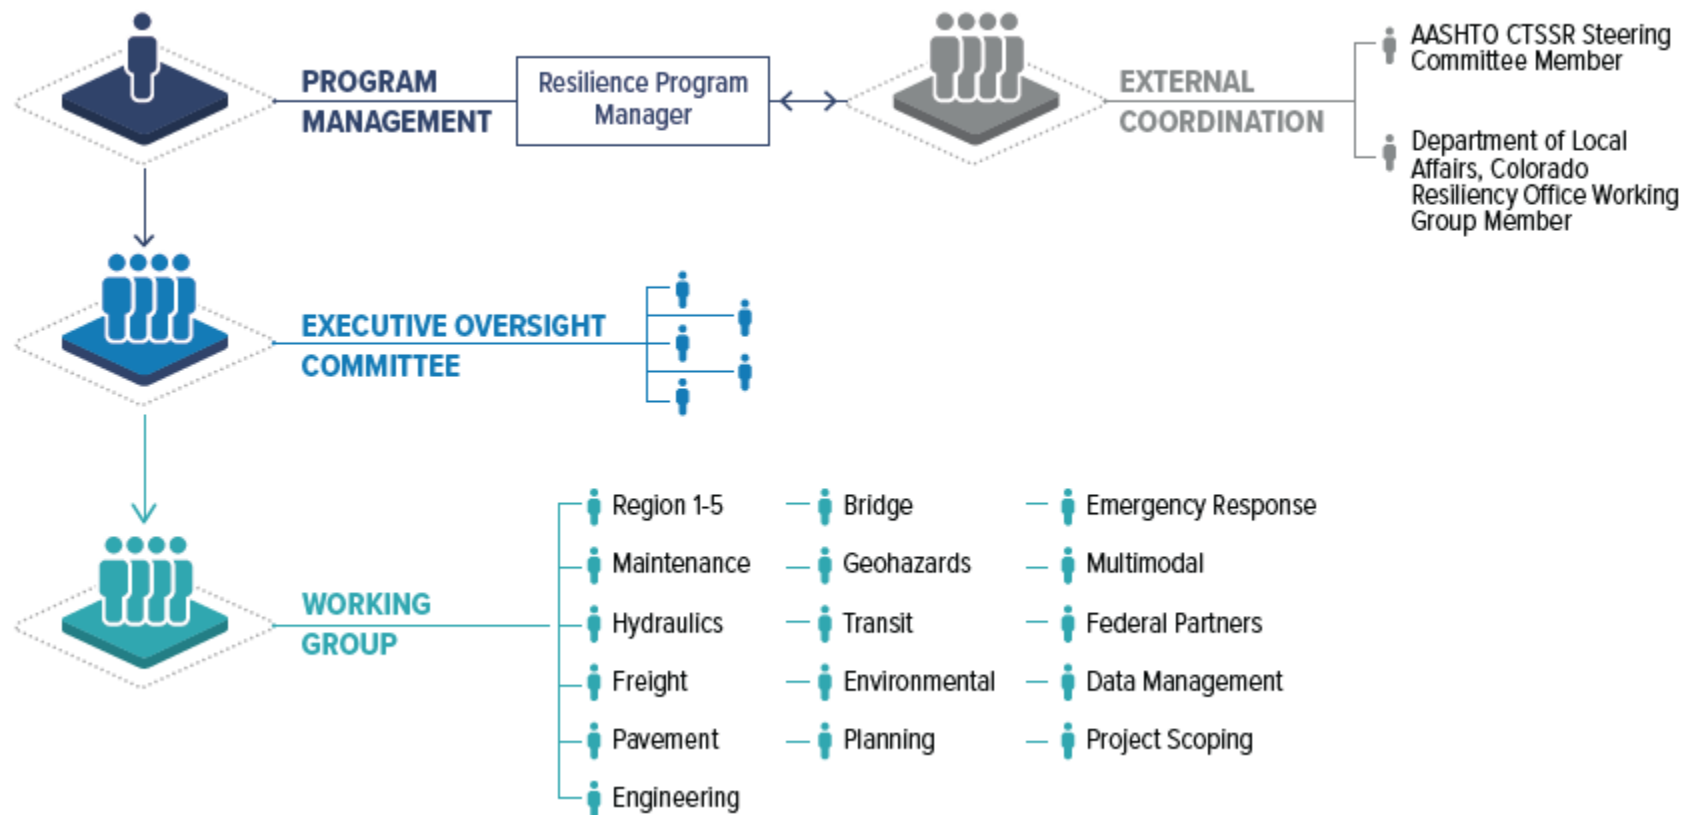 PROGRAM
MANAGEMENT
Resilience Program
Manager
EXTERNAL
COORDINATION
AASHTO CTSSR Steering
Committee Member
Department of Local
Affairs, Colorado
Resiliency Office Working
Group Member
EXECUTIVE OVERSIGHT
COMMITTEE
WORKING
GROUP
Region 1-5
Maintenance
Hydraulics
Freight
Pavement
Engineering
Bridge
Geohazards
Transit
Environmental
Planning
Emergency Response
Multimodal
Federal Partners
Data Management
Project Scoping